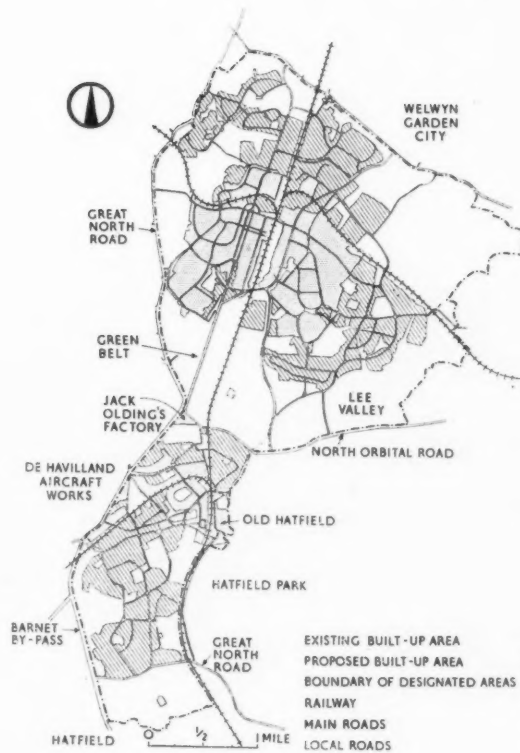 WELWYN
GARDEN
CITY
GREAT
NORTH
ROAD
GREEN
BELT
JACK
OLDING'S
FACTORY
LEE
VALLEY
NORTH ORBITAL ROAD
DE HAVILLAND
AIRCRAFT
WORKS
OLD HATFIELD
HATFIELD PARK
BARNET
BY-PASS
GREAT
NORTH
ROAD
EXISTING BUILT-UP AREA
PROPOSED BUILT-UP AREA
BOUNDARY OF DESIGNATED AREAS
RAILWAY
MAIN ROADS
LOCAL ROADS
HATFIELD
0 1/2 1 MILE